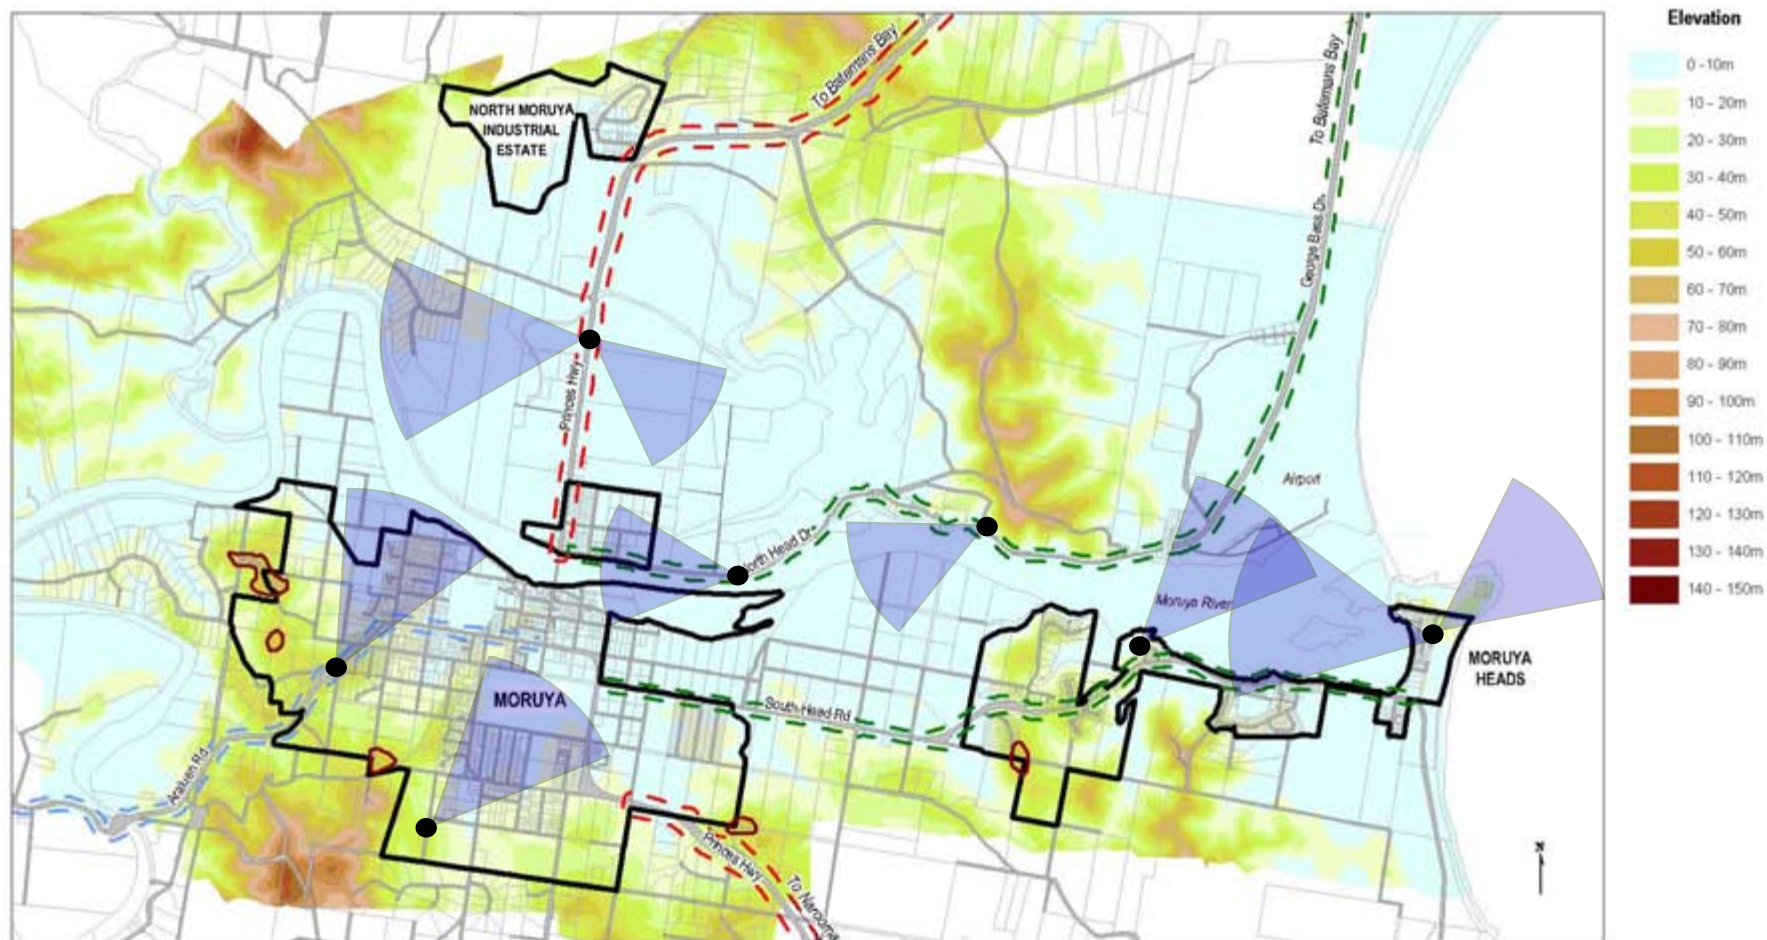 To Batemans Bay
To Batemans Bay
NORTH MORUYA
INDUSTRIAL
ESTATE
George Bass Dr
Princes Hwy
Airport
North Head Drv
Moruya River
MORUYA
HEADS
MORUYA
South Head Rd
Araluen Rd
Princes Hwy
To Narooma
N
Elevation
0 -10m
10 - 20m
20 - 30m
30 - 40m
40 - 50m
50 - 60m
60 - 70m
70 - 80m
80 - 90m
90 - 100m
100 - 110m
110 - 120m
120 - 130m
130 - 140m
140 - 150m